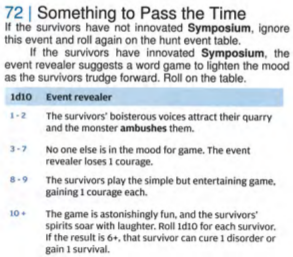 72 | Something to Pass the Time
If the survivors have not innovated Symposium, ignore
this event and roll again on the hunt event table.
If the survivors have innovated Symposium, the
event revealer suggests a word game to lighten the mood
as the survivors trudge forward. Roll on the table.
1d10 Event revealer
1 - 2 The survivors' boisterous voices attract their quarry
and the monster ambushes them.
3 - 7 No one else is in the mood for game. The event
revealer loses 1 courage.
8 - 9 The survivors play the simple but entertaining game,
gaining 1 courage each.
10 + The game is astonishingly fun, and the survivors'
spirits soar with laughter. Roll 1d10 for each survivor.
If the result is 6+, that survivor can cure 1 disorder or
gain 1 survival.